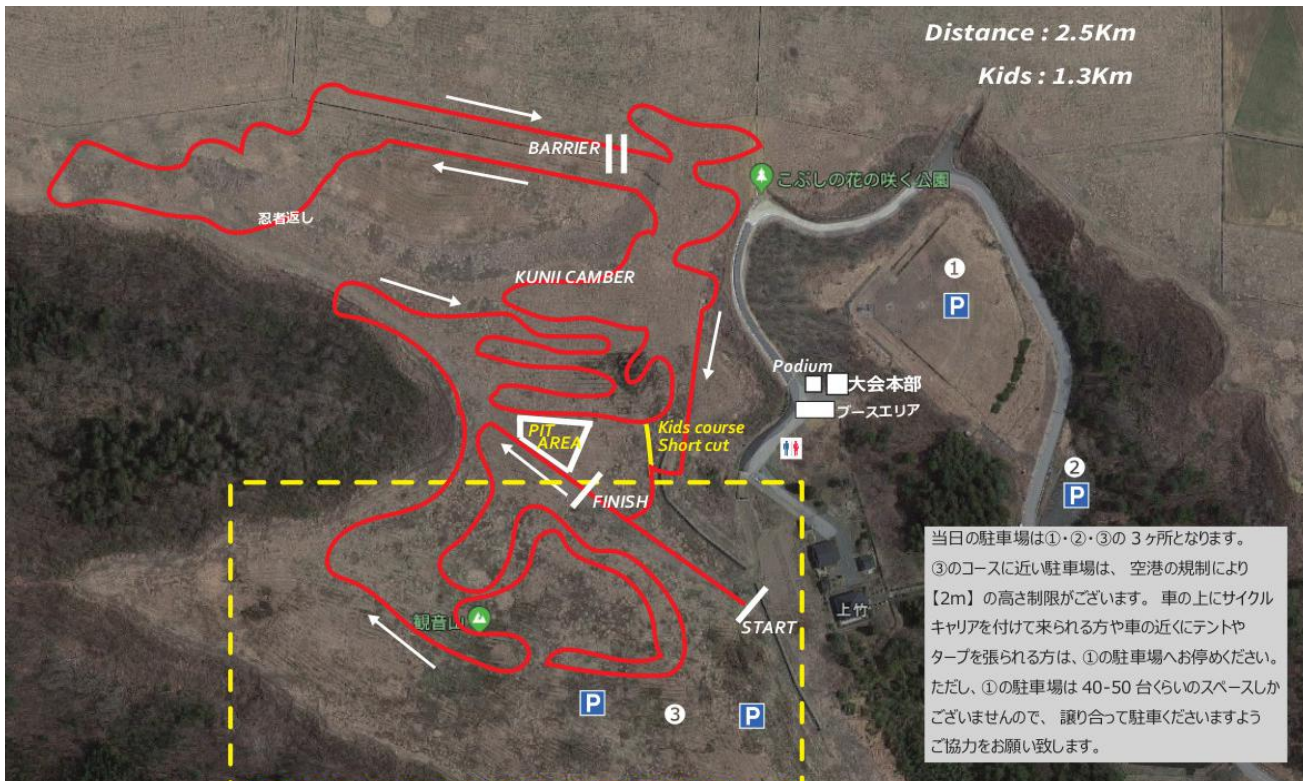 Distance : 2.5Km
Kids : 1.3Km
BARRIER
こぶしの花の咲く公園
忍者返し
KUNII CAMBER
①
P
Podium
大会本部
ブースエリア
PIT
AREA
Kids course
Short cut
②
P
FINISH
START
観音山
上竹
P
③
P
当日の駐車場は①・②・③の 3 ヶ所となります。
③のコースに近い駐車場は、 空港の規制により
【2m】 の高さ制限がございます。 車の上にサイクル
キャリアを付けて来られる方や車の近くにテントや
タープを張られる方は、①の駐車場へお停めください。
ただし、①の駐車場は 40-50 台くらいのスペースしか
ございませんので、 譲り合って駐車くださいますよう
ご協力をお願い致します。